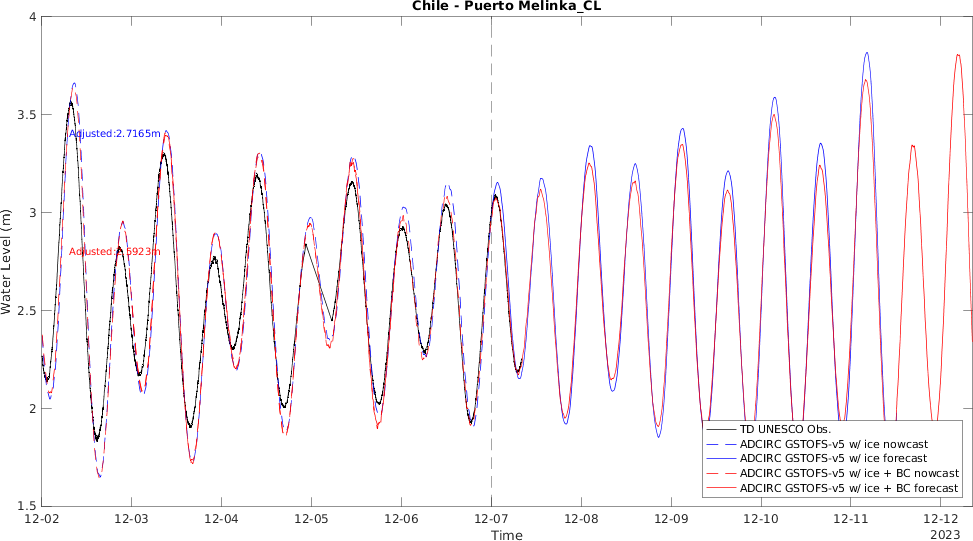 Chile - Puerto Melinka_CL
4
3.5
3
2.5
2
1.5
Water Level (m)
Adjusted:2.7165m
Adjusted: .6923m
TD UNESCO Obs.
ADCIRC GSTOFS-v5 w/ ice nowcast
ADCIRC GSTOFS-v5 w/ ice forecast
ADCIRC GSTOFS-v5 w/ ice + BC nowcast
ADCIRC GSTOFS-v5 w/ ice + BC forecast
12-02 12-03 12-04 12-05 12-06 12-07 12-08 12-09 12-10 12-11 12-12
Time
2023